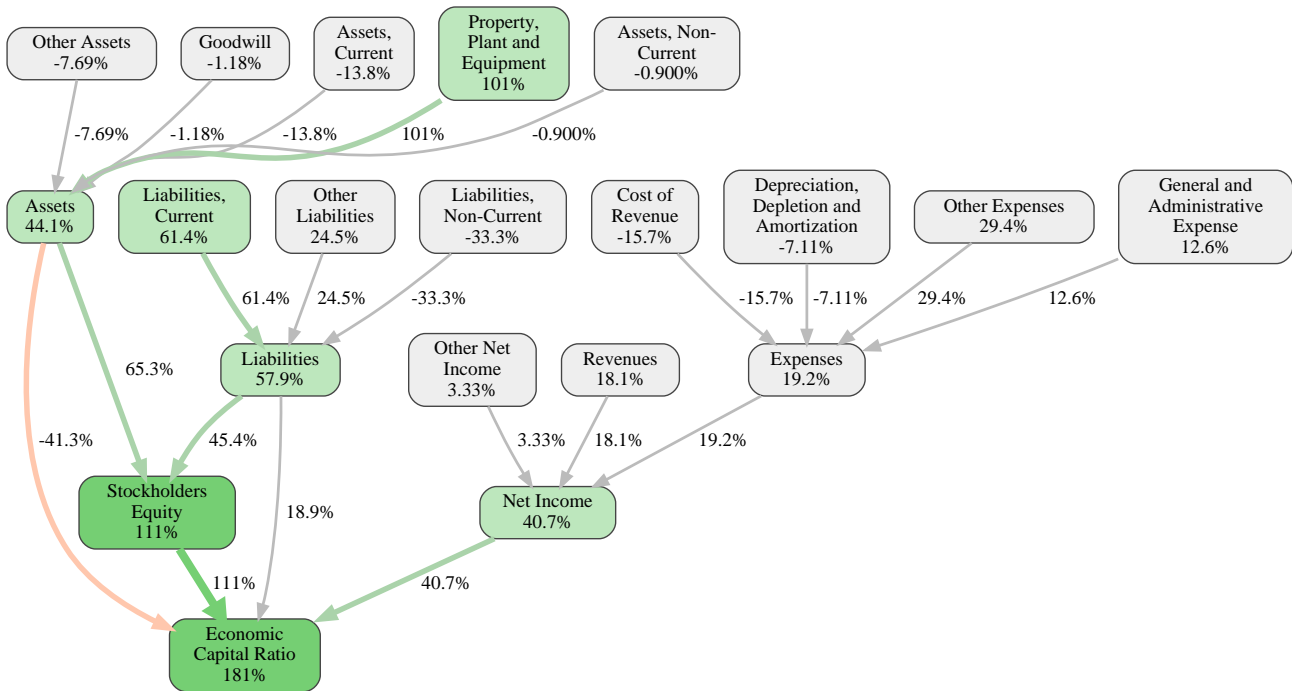 Other Assets
-7.69%
Goodwill
-1.18%
Assets,
Current
-13.8%
Property,
Plant and
Equipment
101%
Assets, Non-
Current
-0.900%
-7.69%
-1.18%
-13.8%
101%
-0.900%
Assets
44.1%
Liabilities,
Current
61.4%
Other
Liabilities
24.5%
Liabilities,
Non-Current
-33.3%
Cost of
Revenue
-15.7%
Depreciation,
Depletion and
Amortization
-7.11%
Other Expenses
29.4%
General and
Administrative
Expense
12.6%
61.4%
24.5%
-33.3%
-15.7%
-7.11%
29.4%
12.6%
65.3%
Liabilities
57.9%
Other Net
Income
3.33%
Revenues
18.1%
Expenses
19.2%
-41.3%
45.4%
3.33%
18.1%
19.2%
Stockholders
Equity
111%
18.9%
Net Income
40.7%
111%
40.7%
Economic
Capital Ratio
181%